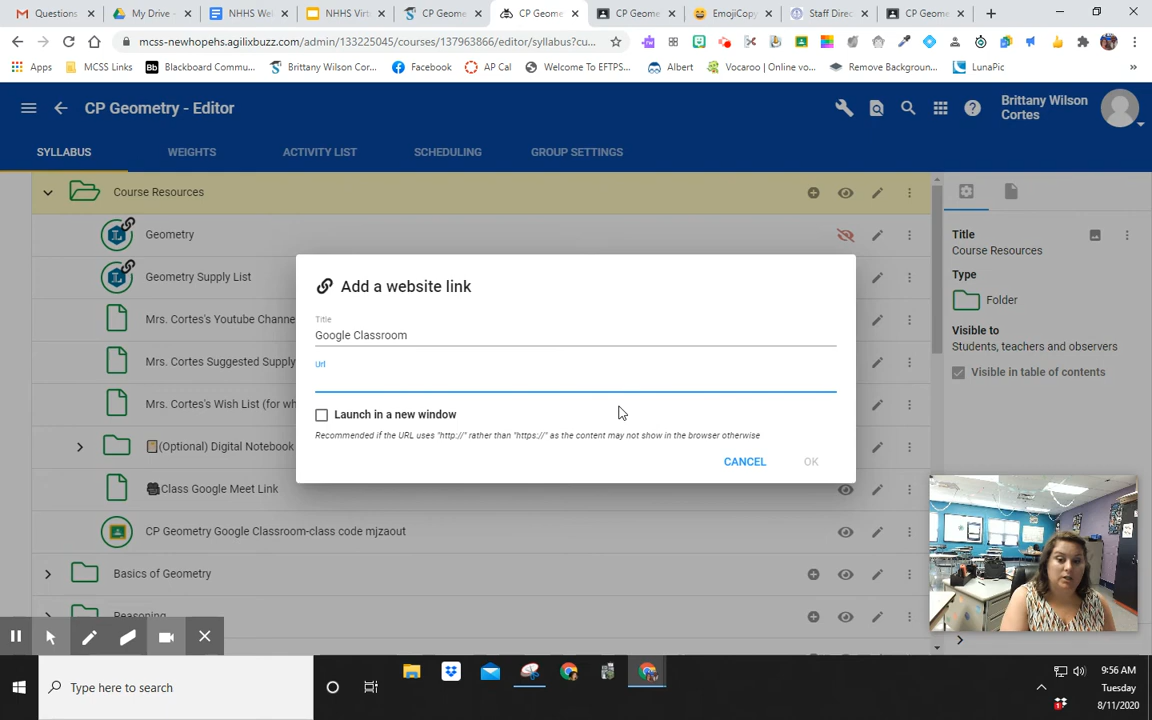 Questions
My Drive -
NHHS We
NHHS Virt
CP Geome
CP Geome
CP Geome
EmojiCopy
Staff Direc
CP Geome
mcss-newhopehs.agilixbuzz.com/admin/133225045/courses/137963866/editor/syllabus?cu...
Apps
MCSS Links
Bb
Blackboard Commu...
Brittany Wilson Cor...
Facebook
AP Cal
Welcome To EFTPS...
Albert
Vocaroo | Online vo...
Remove Backgroun...
LunaPic
»
CP Geometry - Editor
Brittany Wilson
Cortes
SYLLABUS
WEIGHTS
ACTIVITY LIST
SCHEDULING
GROUP SETTINGS
Course Resources
Geometry
Geometry Supply List
Mrs. Cortes's Youtube Channe
Mrs. Cortes Suggested Supply
Mrs. Cortes's Wish List (for wh
(Optional) Digital Notebook
Class Google Meet Link
CP Geometry Google Classroom-class code mjzaout
Basics of Geometry
Reasoning
Title
Course Resources
Type
Folder
Visible to
Students, teachers and observers
Visible in table of contents
Add a website link
Title
Google Classroom
Url
Launch in a new window
Recommended if the URL uses "http://" rather than "https://" as the content may not show in the browser otherwise
CANCEL
OK
Type here to search
9:56 AM
Tuesday
8/11/2020